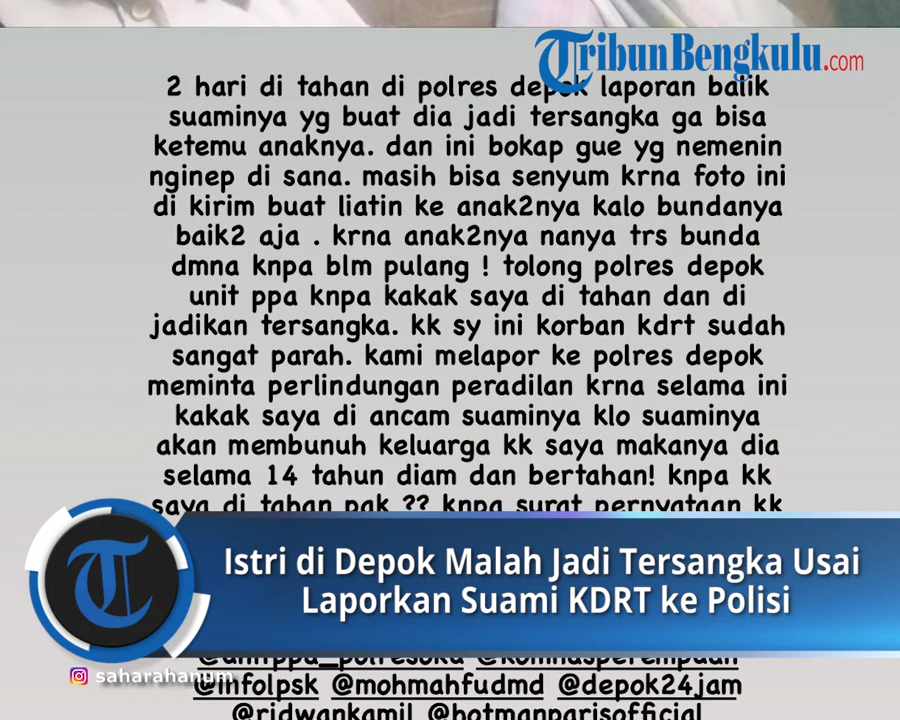 TribunBengkulu.com
2 hari di tahan di polres depok laporan balik
suaminya yg buat dia jadi tersangka ga bisa
ketemu anaknya. dan ini bokap gue yg nemenin
nginep di sana. masih bisa senyum krna foto ini
di kirim buat liatin ke anak2nya kalo bundanya
baik2 aja . krna anak2nya nanya trs bunda
dmna knpa blm pulang ! tolong polres depok
unit ppa knpa kakak saya di tahan dan di
jadikan tersangka. kk sy ini korban kdrt sudah
sangat parah. kami melapor ke polres depok
meminta perlindungan peradilan krna selama ini
kakak saya di ancam suaminya klo suaminya
akan membunuh keluarga kk saya makanya dia
selama 14 tahun diam dan bertahan! knpa kk
saya di tahan pak ?? knpa surat pernyataan kk
Istri di Depok Malah Jadi Tersangka Usai
Laporkan Suami KDRT ke Polisi
saharahanum
@infolpsk @mohmahfudmd @depok24jam
@ridwankamil @hotmanparisofficial